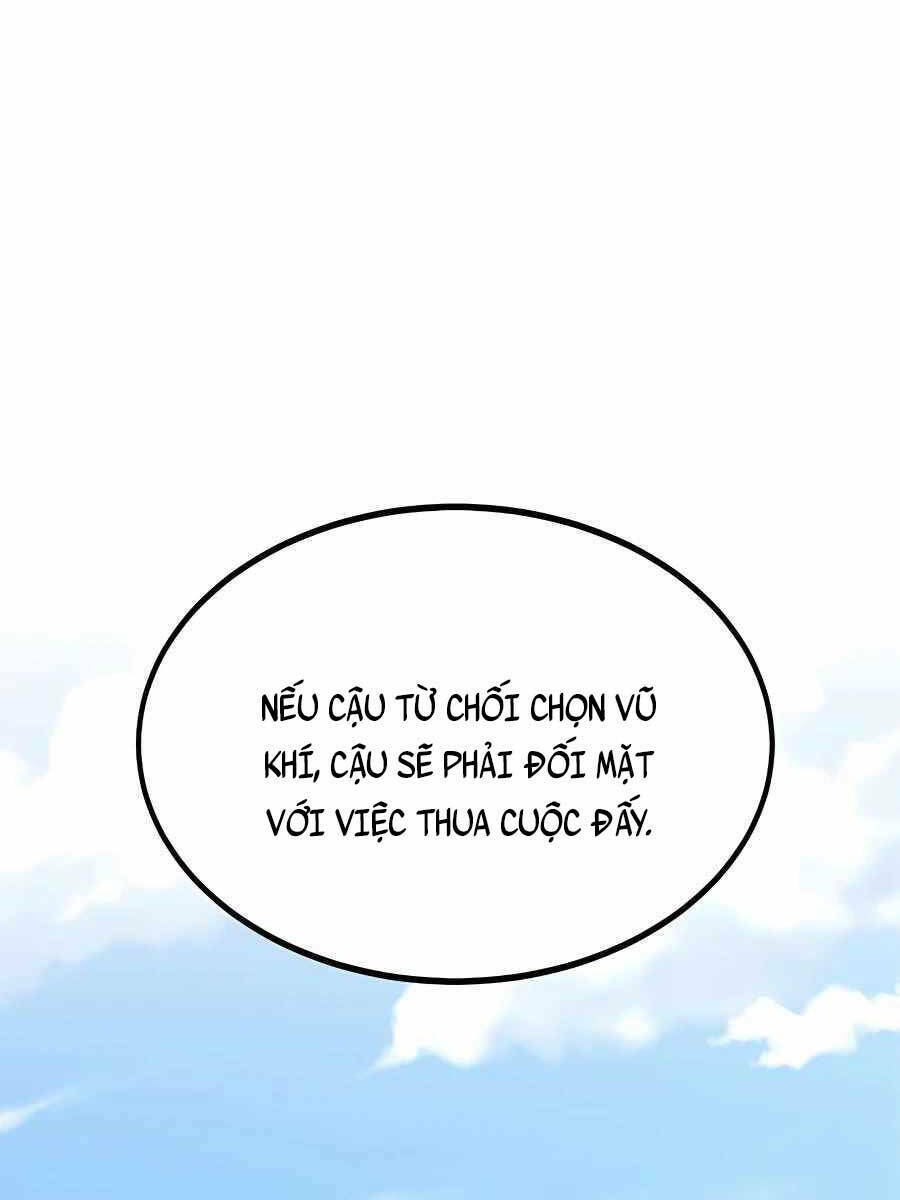 NẾU CẬU TỪ CHỐI CHỌN VŨ
KHÍ, CẬU SẼ PHẢI ĐỐI MẶT
VỚI VIỆC THUA CUỘC ĐẤY.